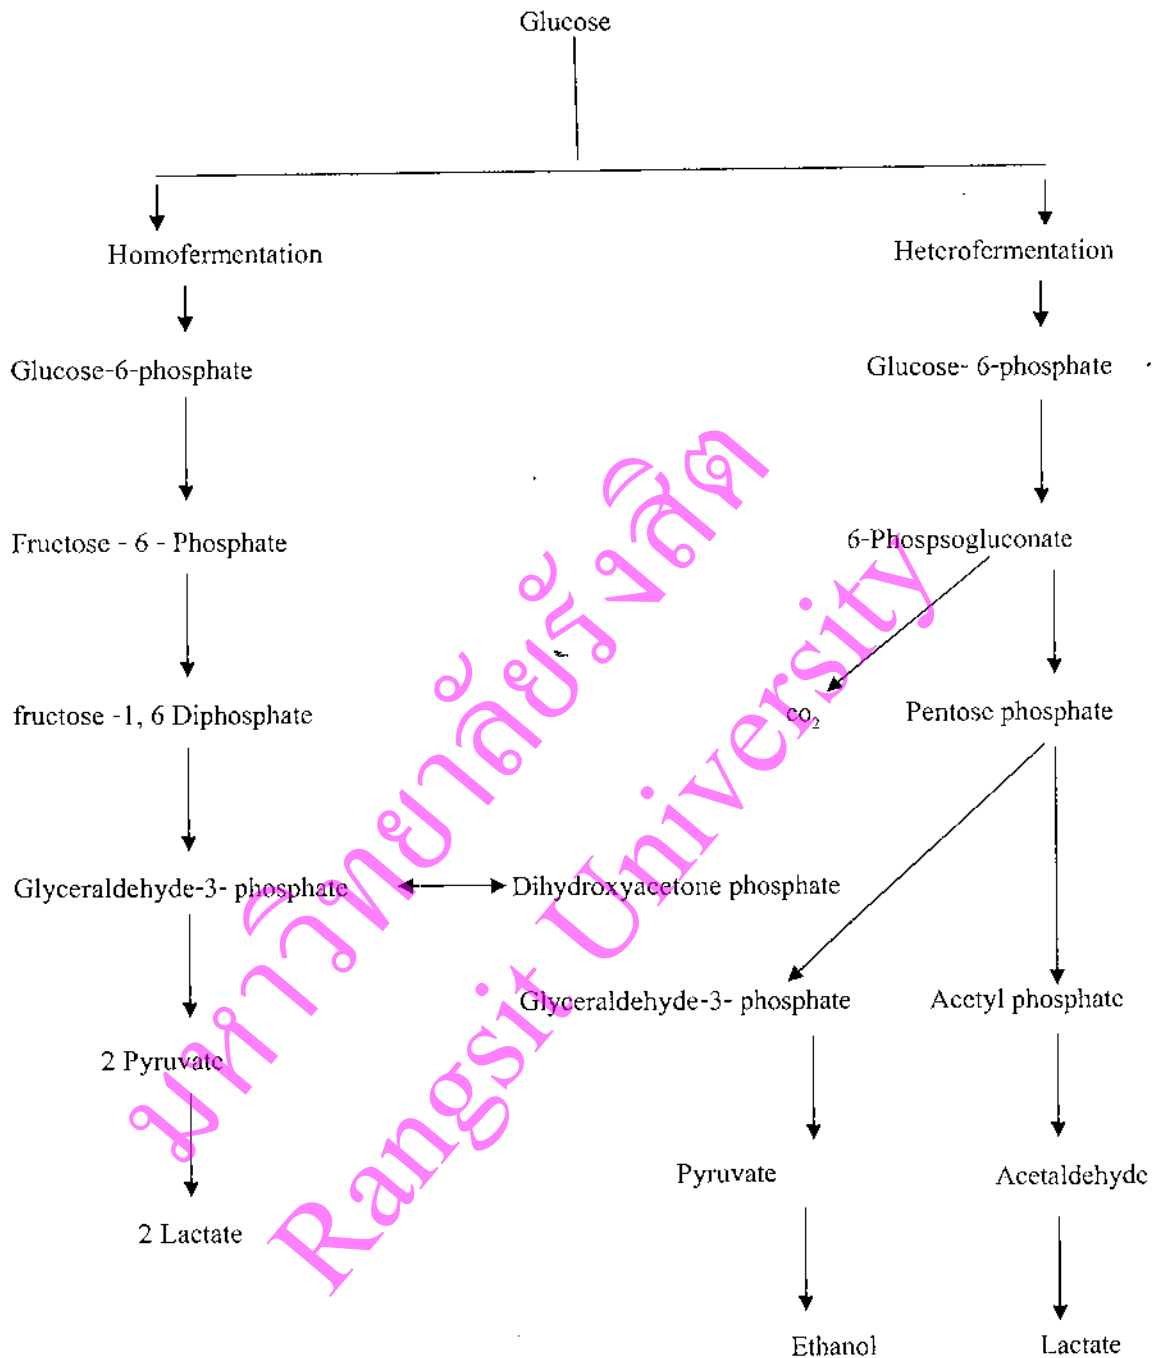 Glucose
Homofermentation
Heterofermentation
Glucose-6-phosphate
Glucose- 6-phosphate
Fructose - 6 - Phosphate
6-Phospsogluconate
fructose -1, 6 Diphosphate
co₂
Pentose phosphate
Glyceraldehyde-3- phosphate
Dihydroxyacetone phosphate
Glyceraldehyde-3- phosphate
Acetyl phosphate
2 Pyruvate
Pyruvate
Acetaldehyde
2 Lactate
Ethanol
Lactate
มหาวิทยาลัยรังสิต
Rangsit University